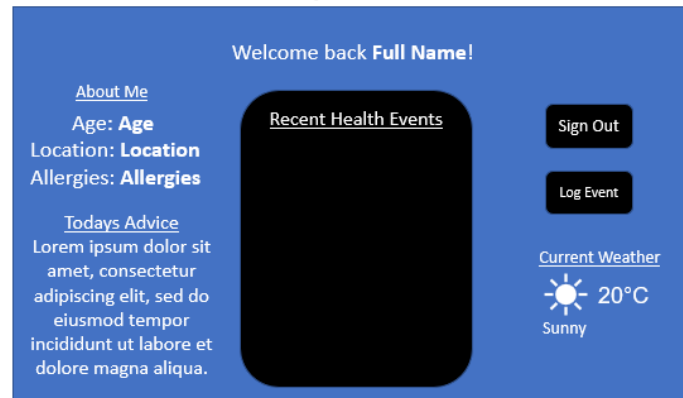 Welcome back Full Name!
About Me
Age: Age
Location: Location
Allergies: Allergies
Todays Advice
Lorem ipsum dolor sit
amet, consectetur
adipiscing elit, sed do
eiusmod tempor
incididunt ut labore et
dolore magna aliqua.
Recent Health Events
Sign Out
Log Event
Current Weather
20°C
Sunny